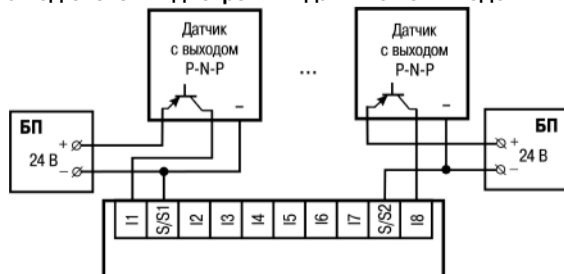 Датчик
с выходом
P-N-P
–
...
Датчик
с выходом
P-N-P
–
БП
+
24 В
–
БП
+
24 В
–
I1
S/S1
I2
I3
I4
I5
I6
I7
S/S2
I8